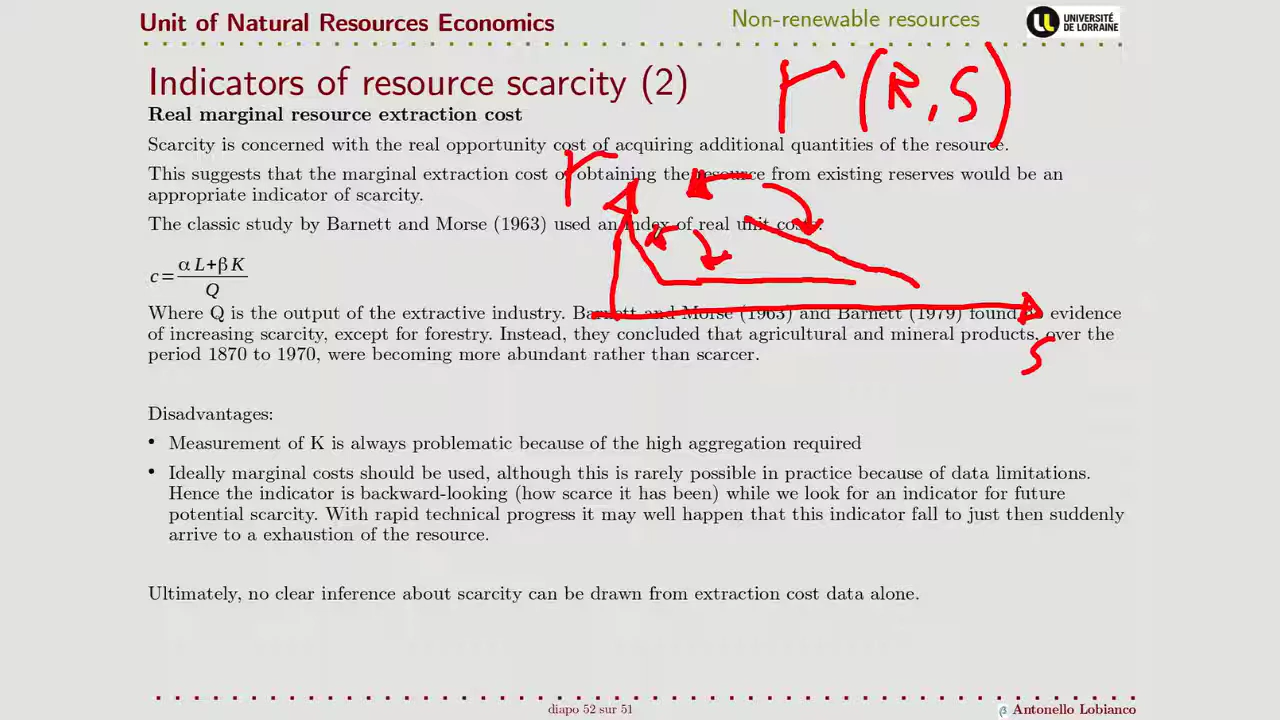 Unit of Natural Resources Economics
Non-renewable resources
UNIVERSITÉ
DE LORRAINE
Indicators of resource scarcity (2)
r (R, S)
Real marginal resource extraction cost
Scarcity is concerned with the real opportunity cost of acquiring additional quantities of the resource.
r
This suggests that the marginal extraction cost of obtaining the resource from existing reserves would be an
appropriate indicator of scarcity.
The classic study by Barnett and Morse (1963) used an index of real unit costs:
c = α L+β K
Q
Where Q is the output of the extractive industry. Barnett and Morse (1963) and Barnett (1979) found no evidence
of increasing scarcity, except for forestry. Instead, they concluded that agricultural and mineral products, over the
period 1870 to 1970, were becoming more abundant rather than scarcer.
S
Disadvantages:
• Measurement of K is always problematic because of the high aggregation required
• Ideally marginal costs should be used, although this is rarely possible in practice because of data limitations.
Hence the indicator is backward-looking (how scarce it has been) while we look for an indicator for future
potential scarcity. With rapid technical progress it may well happen that this indicator fall to just then suddenly
arrive to a exhaustion of the resource.
Ultimately, no clear inference about scarcity can be drawn from extraction cost data alone.
diapo 52 sur 51
Antonello Lobianco